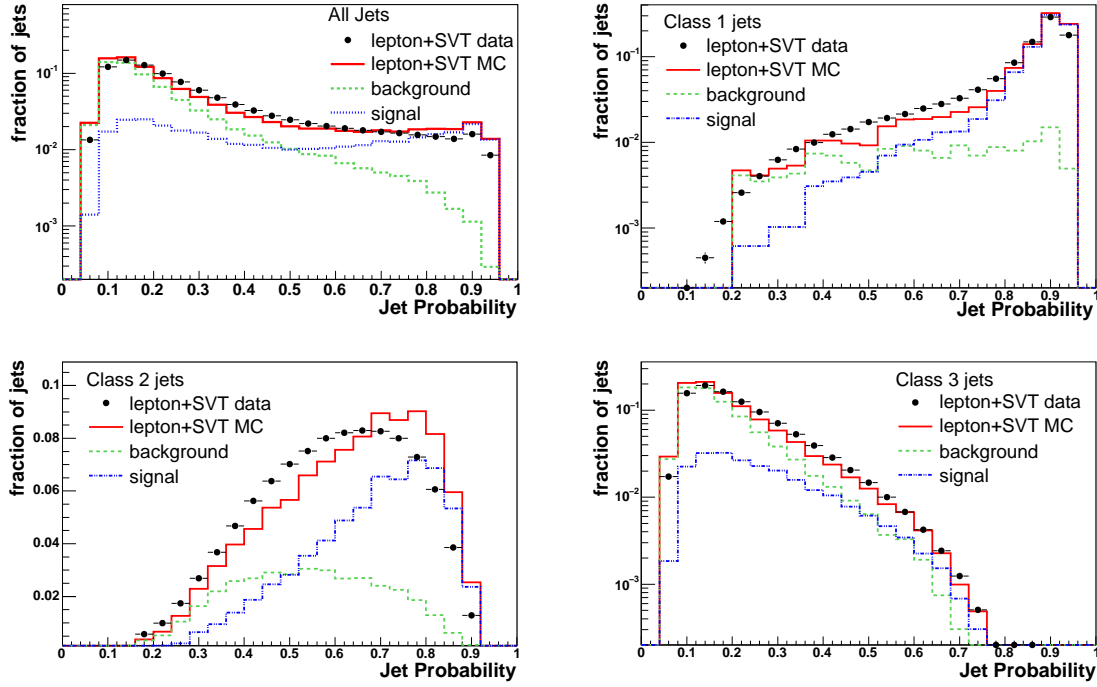 All Jets
lepton+SVT data
lepton+SVT MC
background
signal
fraction of jets
10⁻¹
10⁻²
10⁻³
0 0.1 0.2 0.3 0.4 0.5 0.6 0.7 0.8 0.9 1
Jet Probability
Class 1 jets
lepton+SVT data
lepton+SVT MC
background
signal
fraction of jets
10⁻¹
10⁻²
10⁻³
0 0.1 0.2 0.3 0.4 0.5 0.6 0.7 0.8 0.9 1
Jet Probability
Class 2 jets
lepton+SVT data
lepton+SVT MC
background
signal
fraction of jets
0.1
0.08
0.06
0.04
0.02
0 0.1 0.2 0.3 0.4 0.5 0.6 0.7 0.8 0.9 1
Jet Probability
Class 3 jets
lepton+SVT data
lepton+SVT MC
background
signal
fraction of jets
10⁻¹
10⁻²
10⁻³
0 0.1 0.2 0.3 0.4 0.5 0.6 0.7 0.8 0.9 1
Jet Probability